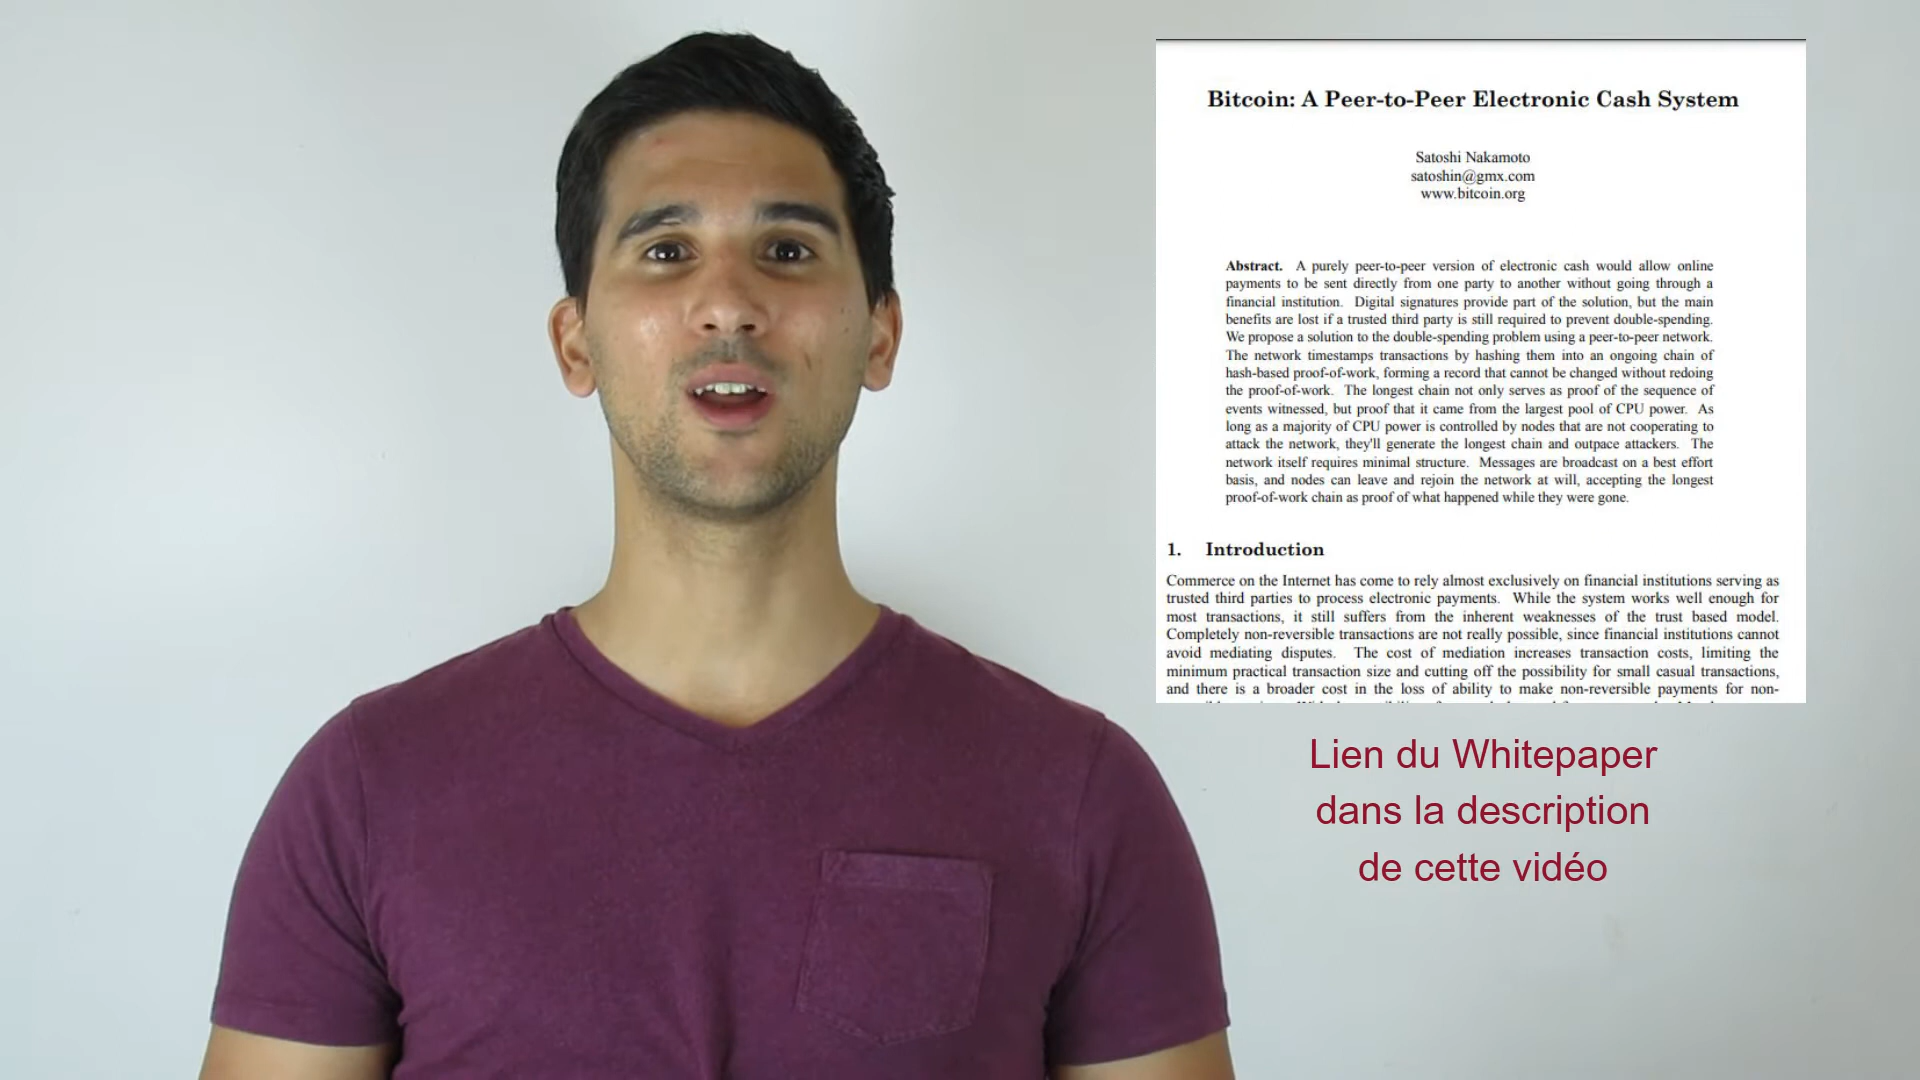 Bitcoin: A Peer-to-Peer Electronic Cash System
Satoshi Nakamoto
satoshin@gmx.com
www.bitcoin.org
Abstract. A purely peer-to-peer version of electronic cash would allow online
payments to be sent directly from one party to another without going through a
financial institution. Digital signatures provide part of the solution, but the main
benefits are lost if a trusted third party is still required to prevent double-spending.
We propose a solution to the double-spending problem using a peer-to-peer network.
The network timestamps transactions by hashing them into an ongoing chain of
hash-based proof-of-work, forming a record that cannot be changed without redoing
the proof-of-work. The longest chain not only serves as proof of the sequence of
events witnessed, but proof that it came from the largest pool of CPU power. As
long as a majority of CPU power is controlled by nodes that are not cooperating to
attack the network, they'll generate the longest chain and outpace attackers. The
network itself requires minimal structure. Messages are broadcast on a best effort
basis, and nodes can leave and rejoin the network at will, accepting the longest
proof-of-work chain as proof of what happened while they were gone.
1. Introduction
Commerce on the Internet has come to rely almost exclusively on financial institutions serving as
trusted third parties to process electronic payments. While the system works well enough for
most transactions, it still suffers from the inherent weaknesses of the trust based model.
Completely non-reversible transactions are not really possible, since financial institutions cannot
avoid mediating disputes. The cost of mediation increases transaction costs, limiting the
minimum practical transaction size and cutting off the possibility for small casual transactions,
and there is a broader cost in the loss of ability to make non-reversible payments for non-
Lien du Whitepaper
dans la description
de cette vidéo